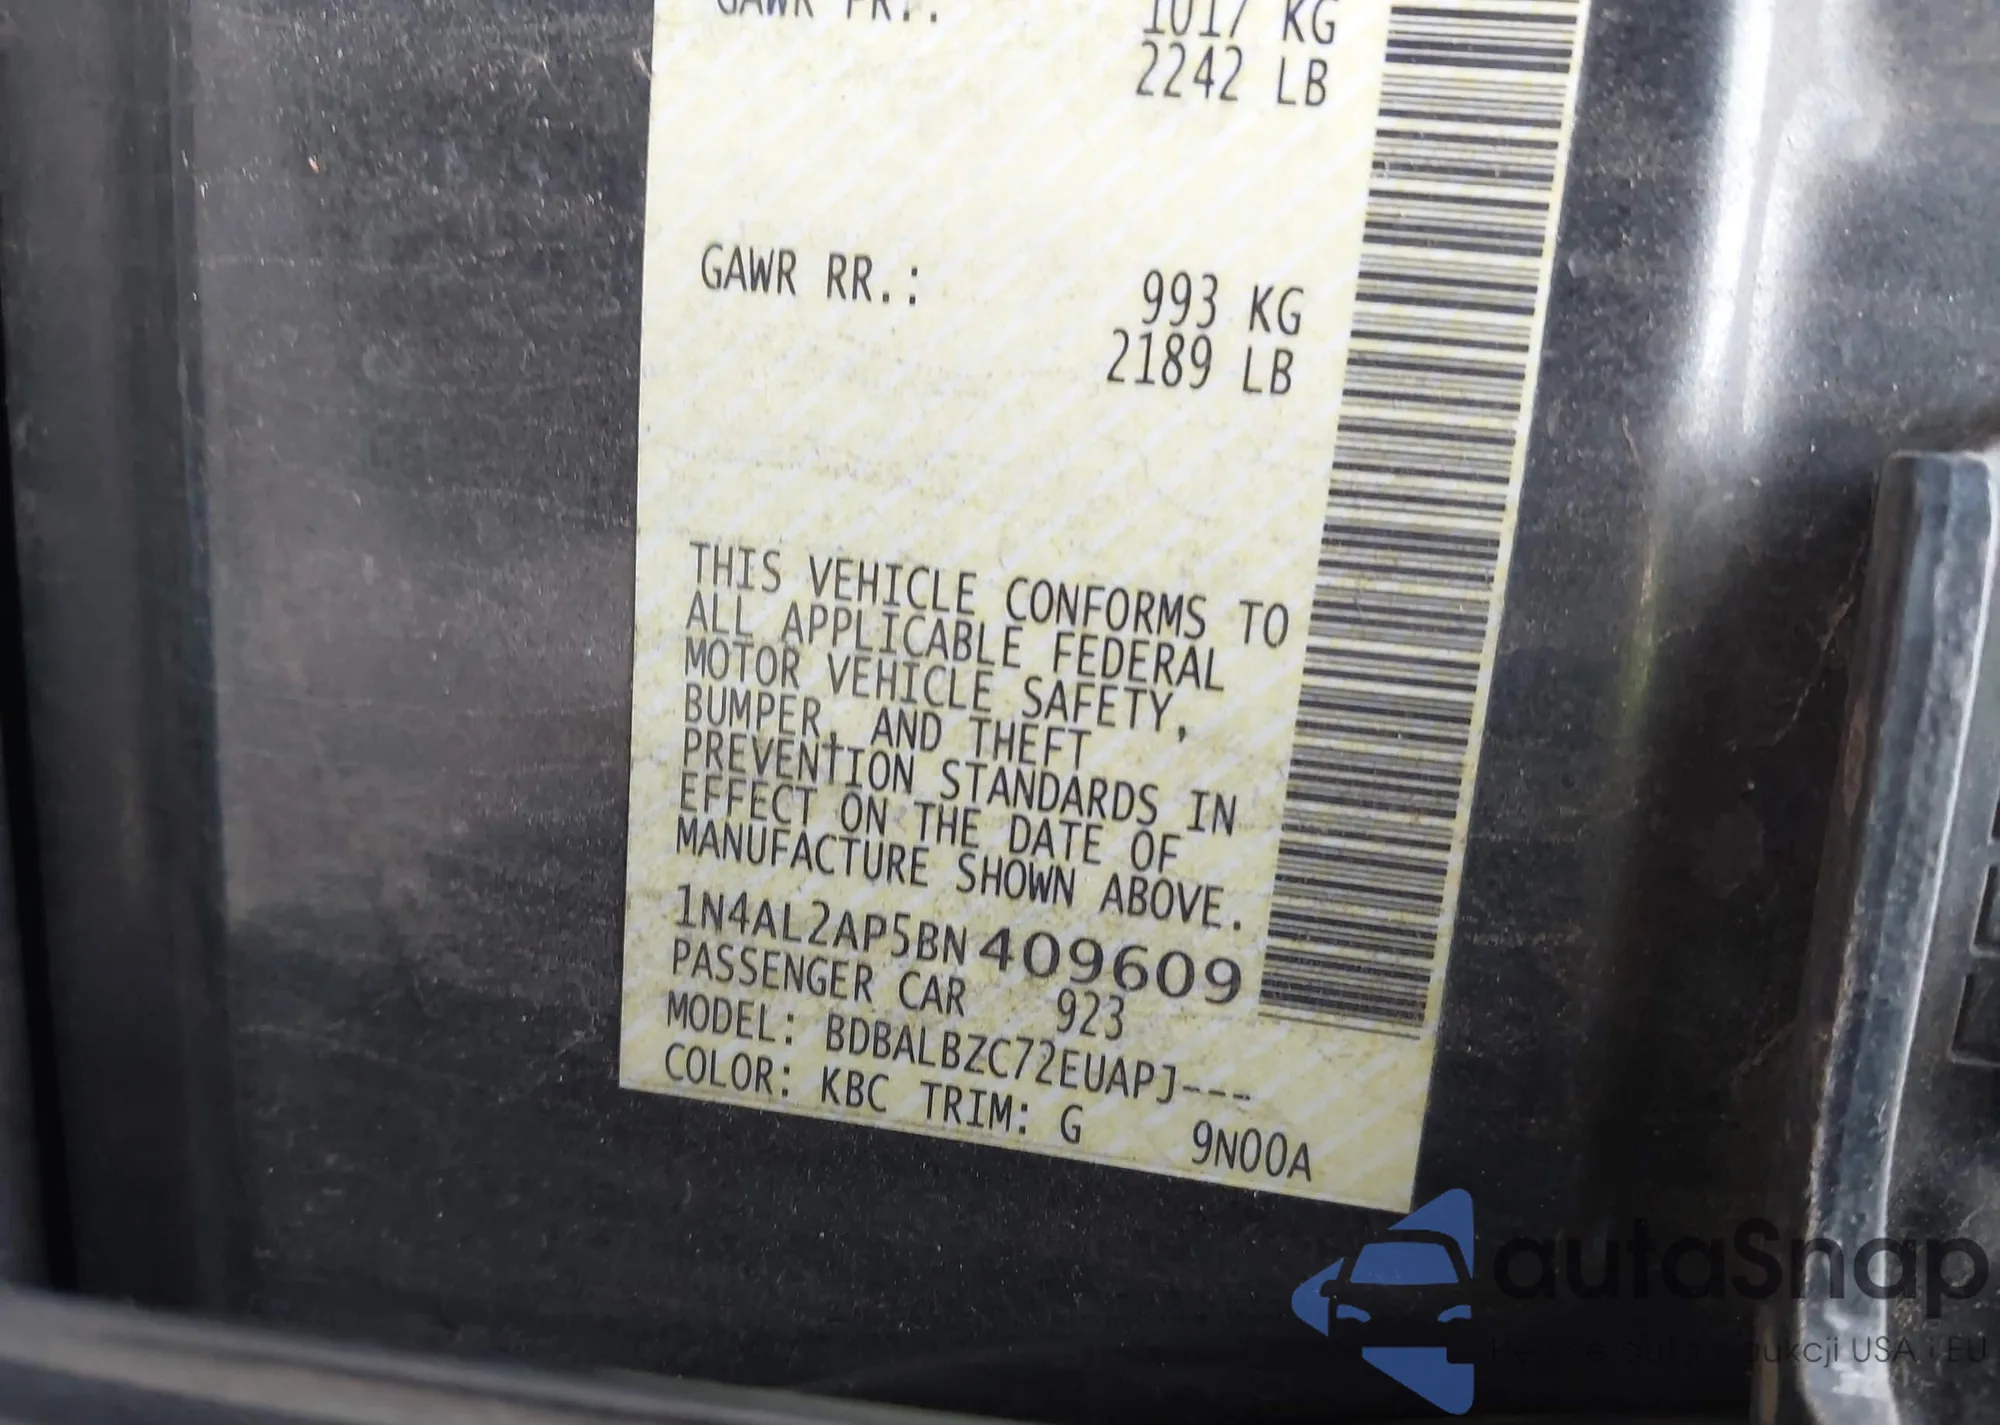 GAWR FR.: 1017 KG
2242 LB
GAWR RR.: 993 KG
2189 LB
THIS VEHICLE CONFORMS TO
ALL APPLICABLE FEDERAL
MOTOR VEHICLE SAFETY,
BUMPER, AND THEFT
PREVENTION STANDARDS IN
EFFECT ON THE DATE OF
MANUFACTURE SHOWN ABOVE.
1N4AL2AP5BN409609
PASSENGER CAR 923
MODEL: BDBALBZC72EUAPJ---
COLOR: KBC TRIM: G 9N00A
autaSnap
USA i EU